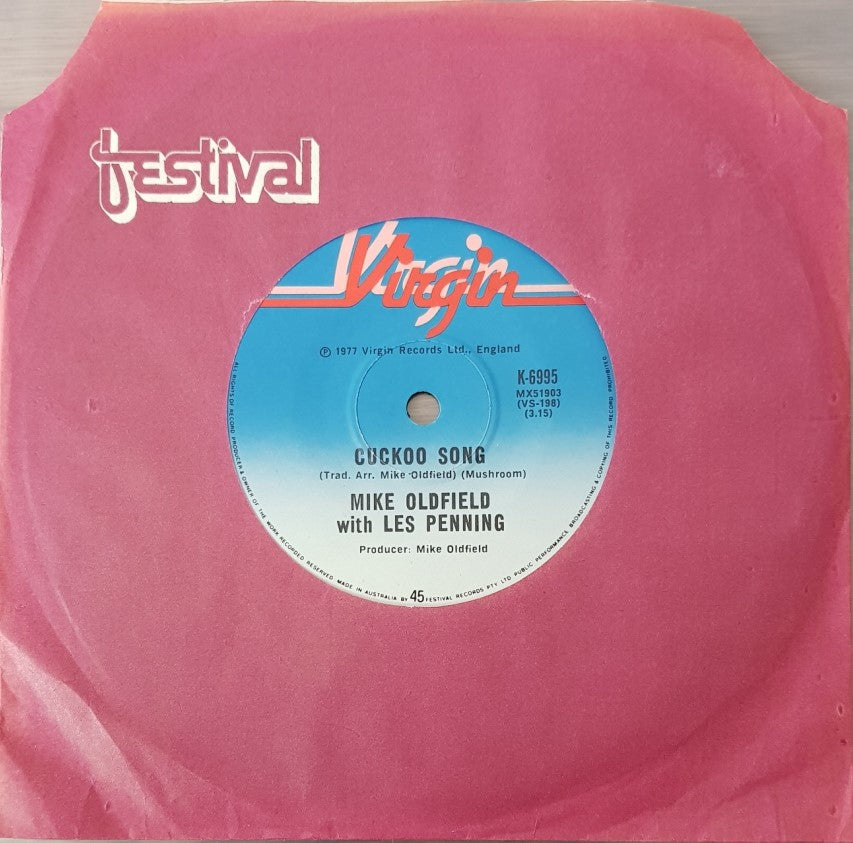 festival
Virgin
℗ 1977 Virgin Records Ltd., England
K-6995
MX51903
(VS-198)
(3.15)
CUCKOO SONG
(Trad. Arr. Mike Oldfield) (Mushroom)
MIKE OLDFIELD
with LES PENNING
Producer: Mike Oldfield
ALL RIGHTS OF RECORD PRODUCER & OWNER OF THE WORK RECORDED RESERVED. MADE IN AUSTRALIA BY 45 FESTIVAL RECORDS PTY. LTD. PUBLIC PERFORMANCE BROADCASTING & COPYING OF THIS RECORD PROHIBITED